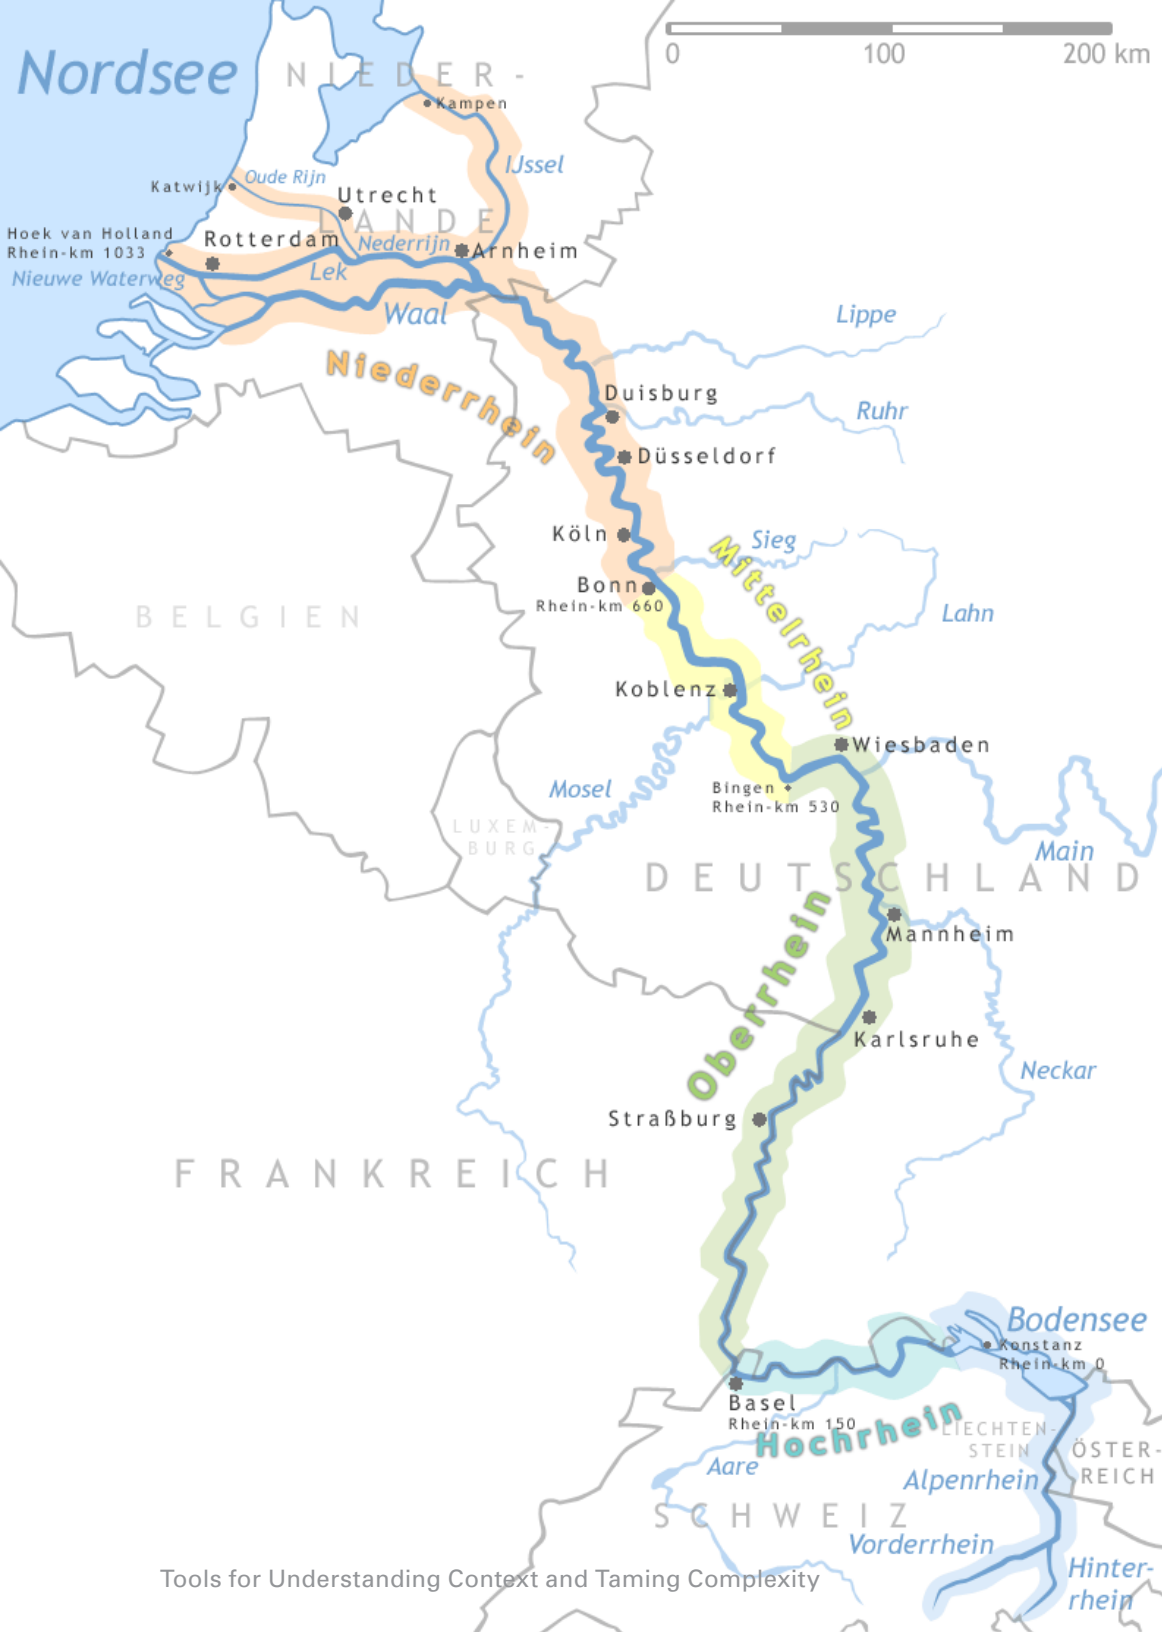 0 100 200 km
Nordsee
NIEDER-
Kampen
IJssel
Katwijk
Oude Rijn
Utrecht
LANDE
Hoek van Holland
Rhein-km 1033
Rotterdam
Nederrijn
Arnheim
Nieuwe Waterweg
Lek
Waal
Lippe
Niederrhein
Duisburg
Ruhr
Düsseldorf
Köln
Sieg
Mittelrhein
Bonn
Rhein-km 660
BELGIEN
Lahn
Koblenz
Wiesbaden
Mosel
Bingen
Rhein-km 530
LUXEM-
BURG
Main
DEUTSCHLAND
Mannheim
Oberrhein
Karlsruhe
Neckar
Straßburg
FRANKREICH
Bodensee
Konstanz
Rhein-km 0
Basel
Rhein-km 150
Hochrhein
LIECHTEN-
STEIN
ÖSTER-
REICH
Aare
Alpenrhein
SCHWEIZ
Vorderrhein
Hinter-
rhein
Tools for Understanding Context and Taming Complexity